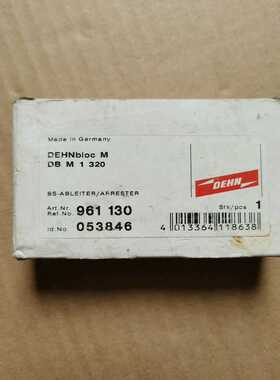 Made in Germany
DEHNbloc M
DB M 1 320
DEHN
BS-ABLEITER/ARRESTER
Art.Nr. 961 130
Ref.No.
Stk/pcs 1
Id.No. 053846
4 013364 118638